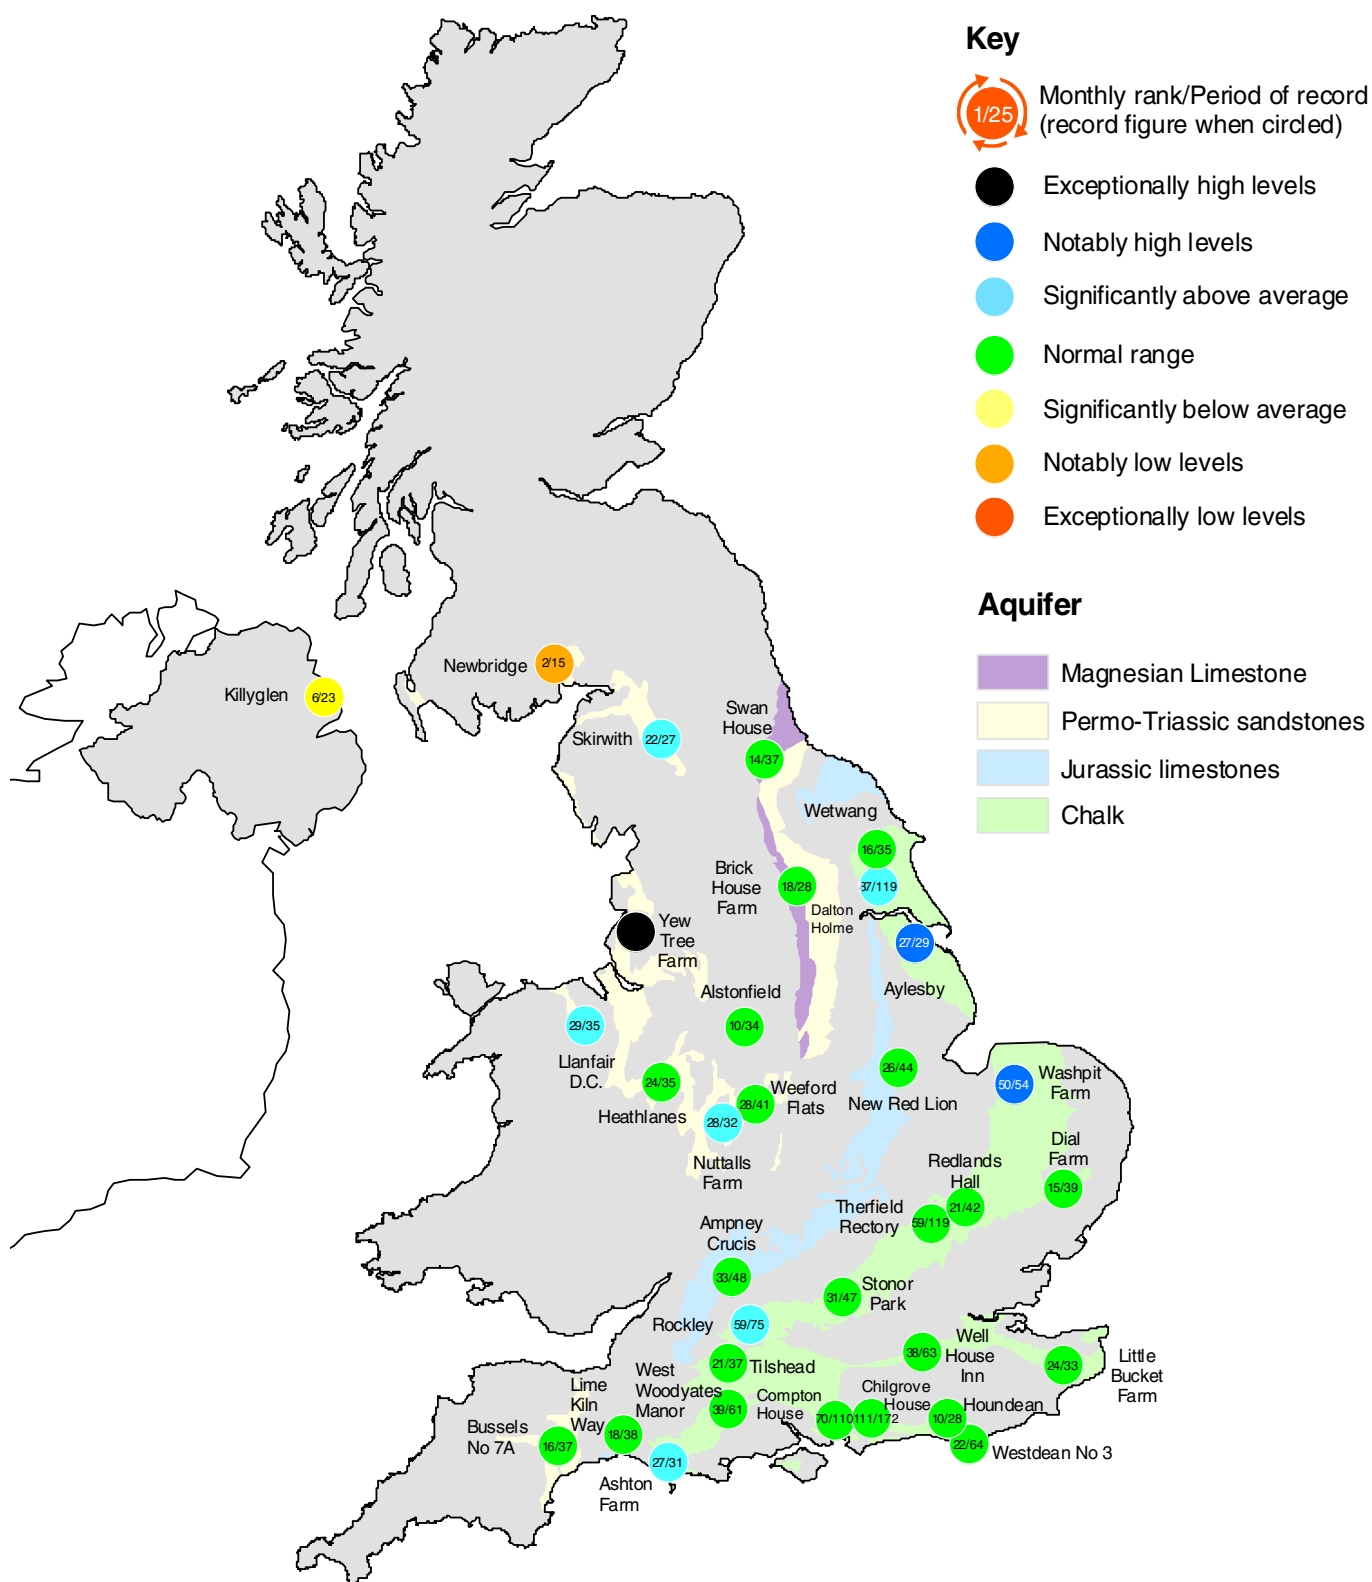 Key
1/25
Monthly rank/Period of record
(record figure when circled)
Exceptionally high levels
Notably high levels
Significantly above average
Normal range
Significantly below average
Notably low levels
Exceptionally low levels
Aquifer
Magnesian Limestone
Permo-Triassic sandstones
Jurassic limestones
Chalk
Newbridge
2/15
Killyglen
6/23
Skirwith
22/27
Swan
House
14/37
Wetwang
16/35
Brick
House
Farm
18/28
Dalton
Holme
87/119
Yew
Tree
Farm
27/29
Aylesby
Alstonfield
10/34
29/35
Llanfair
D.C.
24/35
Heathlanes
28/41
Weeford
Flats
28/32
Nuttalls
Farm
26/44
New Red Lion
50/54
Washpit
Farm
Dial
Farm
15/39
Redlands
Hall
21/42
Therfield
Rectory
59/119
Ampney
Crucis
33/48
31/47
Stonor
Park
Rockley
59/75
21/37
Tilshead
38/63
Well
House
Inn
24/33
Little
Bucket
Farm
West
Woodyates
Manor
39/61
Compton
House
70/110
Chilgrove
House
111/172
Houndean
10/28
22/64
Westdean No 3
Lime
Kiln
Way
18/38
Bussels
No 7A
16/37
27/31
Ashton
Farm